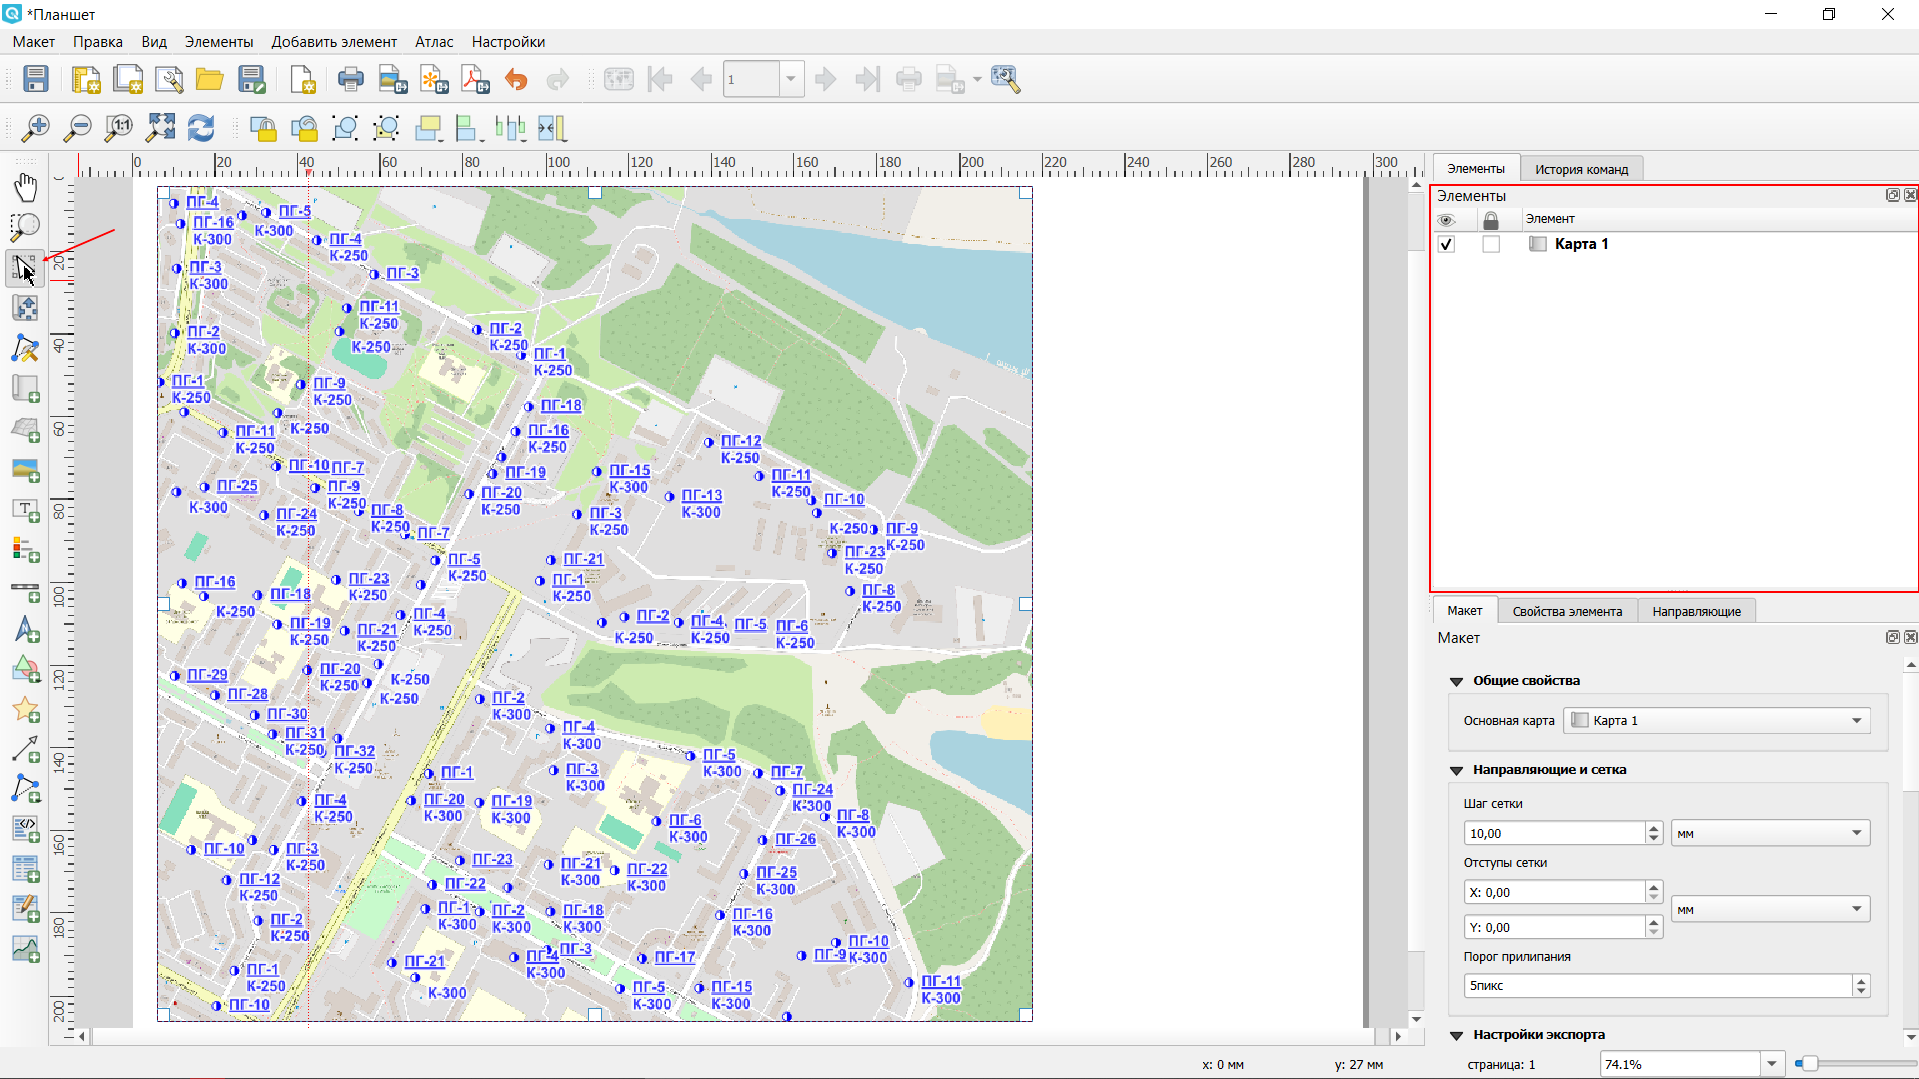 *Планшет
Макет Правка Вид Элементы Добавить элемент Атлас Настройки
1
1:1
0 20 40 60 80 100 120 140 160 180 200 220 240 260 280 300
20
40
60
80
100
120
140
160
180
200
ПГ-4
ПГ-16
К-300
К-300
ПГ-5
ПГ-4
К-250
ПГ-3
К-300
ПГ-3
ПГ-11
К-250
К-250
ПГ-2
К-300
ПГ-2
К-250
ПГ-1
К-250
ПГ-1
К-250
ПГ-9
К-250
ПГ-18
К-250
ПГ-11
К-250
ПГ-16
К-250
ПГ-12
К-250
ПГ-10
ПГ-7
ПГ-19
ПГ-15
К-300
ПГ-11
К-250
ПГ-25
К-300
ПГ-9
К-250
ПГ-20
К-250
ПГ-13
К-300
ПГ-10
К-250
ПГ-24
К-250
ПГ-8
К-250
ПГ-7
ПГ-3
К-250
ПГ-9
К-250
ПГ-5
К-250
ПГ-21
ПГ-23
К-250
ПГ-16
К-250
ПГ-18
ПГ-23
К-250
ПГ-1
К-250
ПГ-8
К-250
ПГ-19
К-250
ПГ-21
К-250
ПГ-4
К-250
ПГ-2
К-250
ПГ-4
К-250
ПГ-5
ПГ-6
К-250
ПГ-29
ПГ-28
ПГ-20
К-250
К-250
К-250
ПГ-30
ПГ-31
К-250
ПГ-32
К-250
ПГ-2
К-300
ПГ-4
К-300
ПГ-5
К-300
ПГ-1
ПГ-3
К-300
ПГ-7
ПГ-24
К-300
ПГ-4
К-250
ПГ-20
К-300
ПГ-19
К-300
ПГ-6
К-300
ПГ-8
К-300
ПГ-26
ПГ-10
ПГ-3
К-250
ПГ-23
ПГ-21
К-300
ПГ-22
К-300
ПГ-25
К-300
ПГ-12
К-250
ПГ-22
ПГ-2
К-250
ПГ-1
К-300
ПГ-2
К-300
ПГ-18
К-300
ПГ-16
К-300
ПГ-10
К-300
ПГ-9
ПГ-1
К-250
ПГ-21
К-300
ПГ-4
К-300
ПГ-3
ПГ-17
ПГ-10
ПГ-5
К-300
ПГ-15
К-300
ПГ-11
К-300
Элементы История команд
Элементы
Элемент
Карта 1
Макет Свойства элемента Направляющие
Макет
Общие свойства
Основная карта Карта 1
Направляющие и сетка
Шаг сетки
10,00 мм
Отступы сетки
X: 0,00
мм
Y: 0,00
Порог прилипания
5пикс
Настройки экспорта
x: 0 мм y: 27 мм страница: 1 74.1%